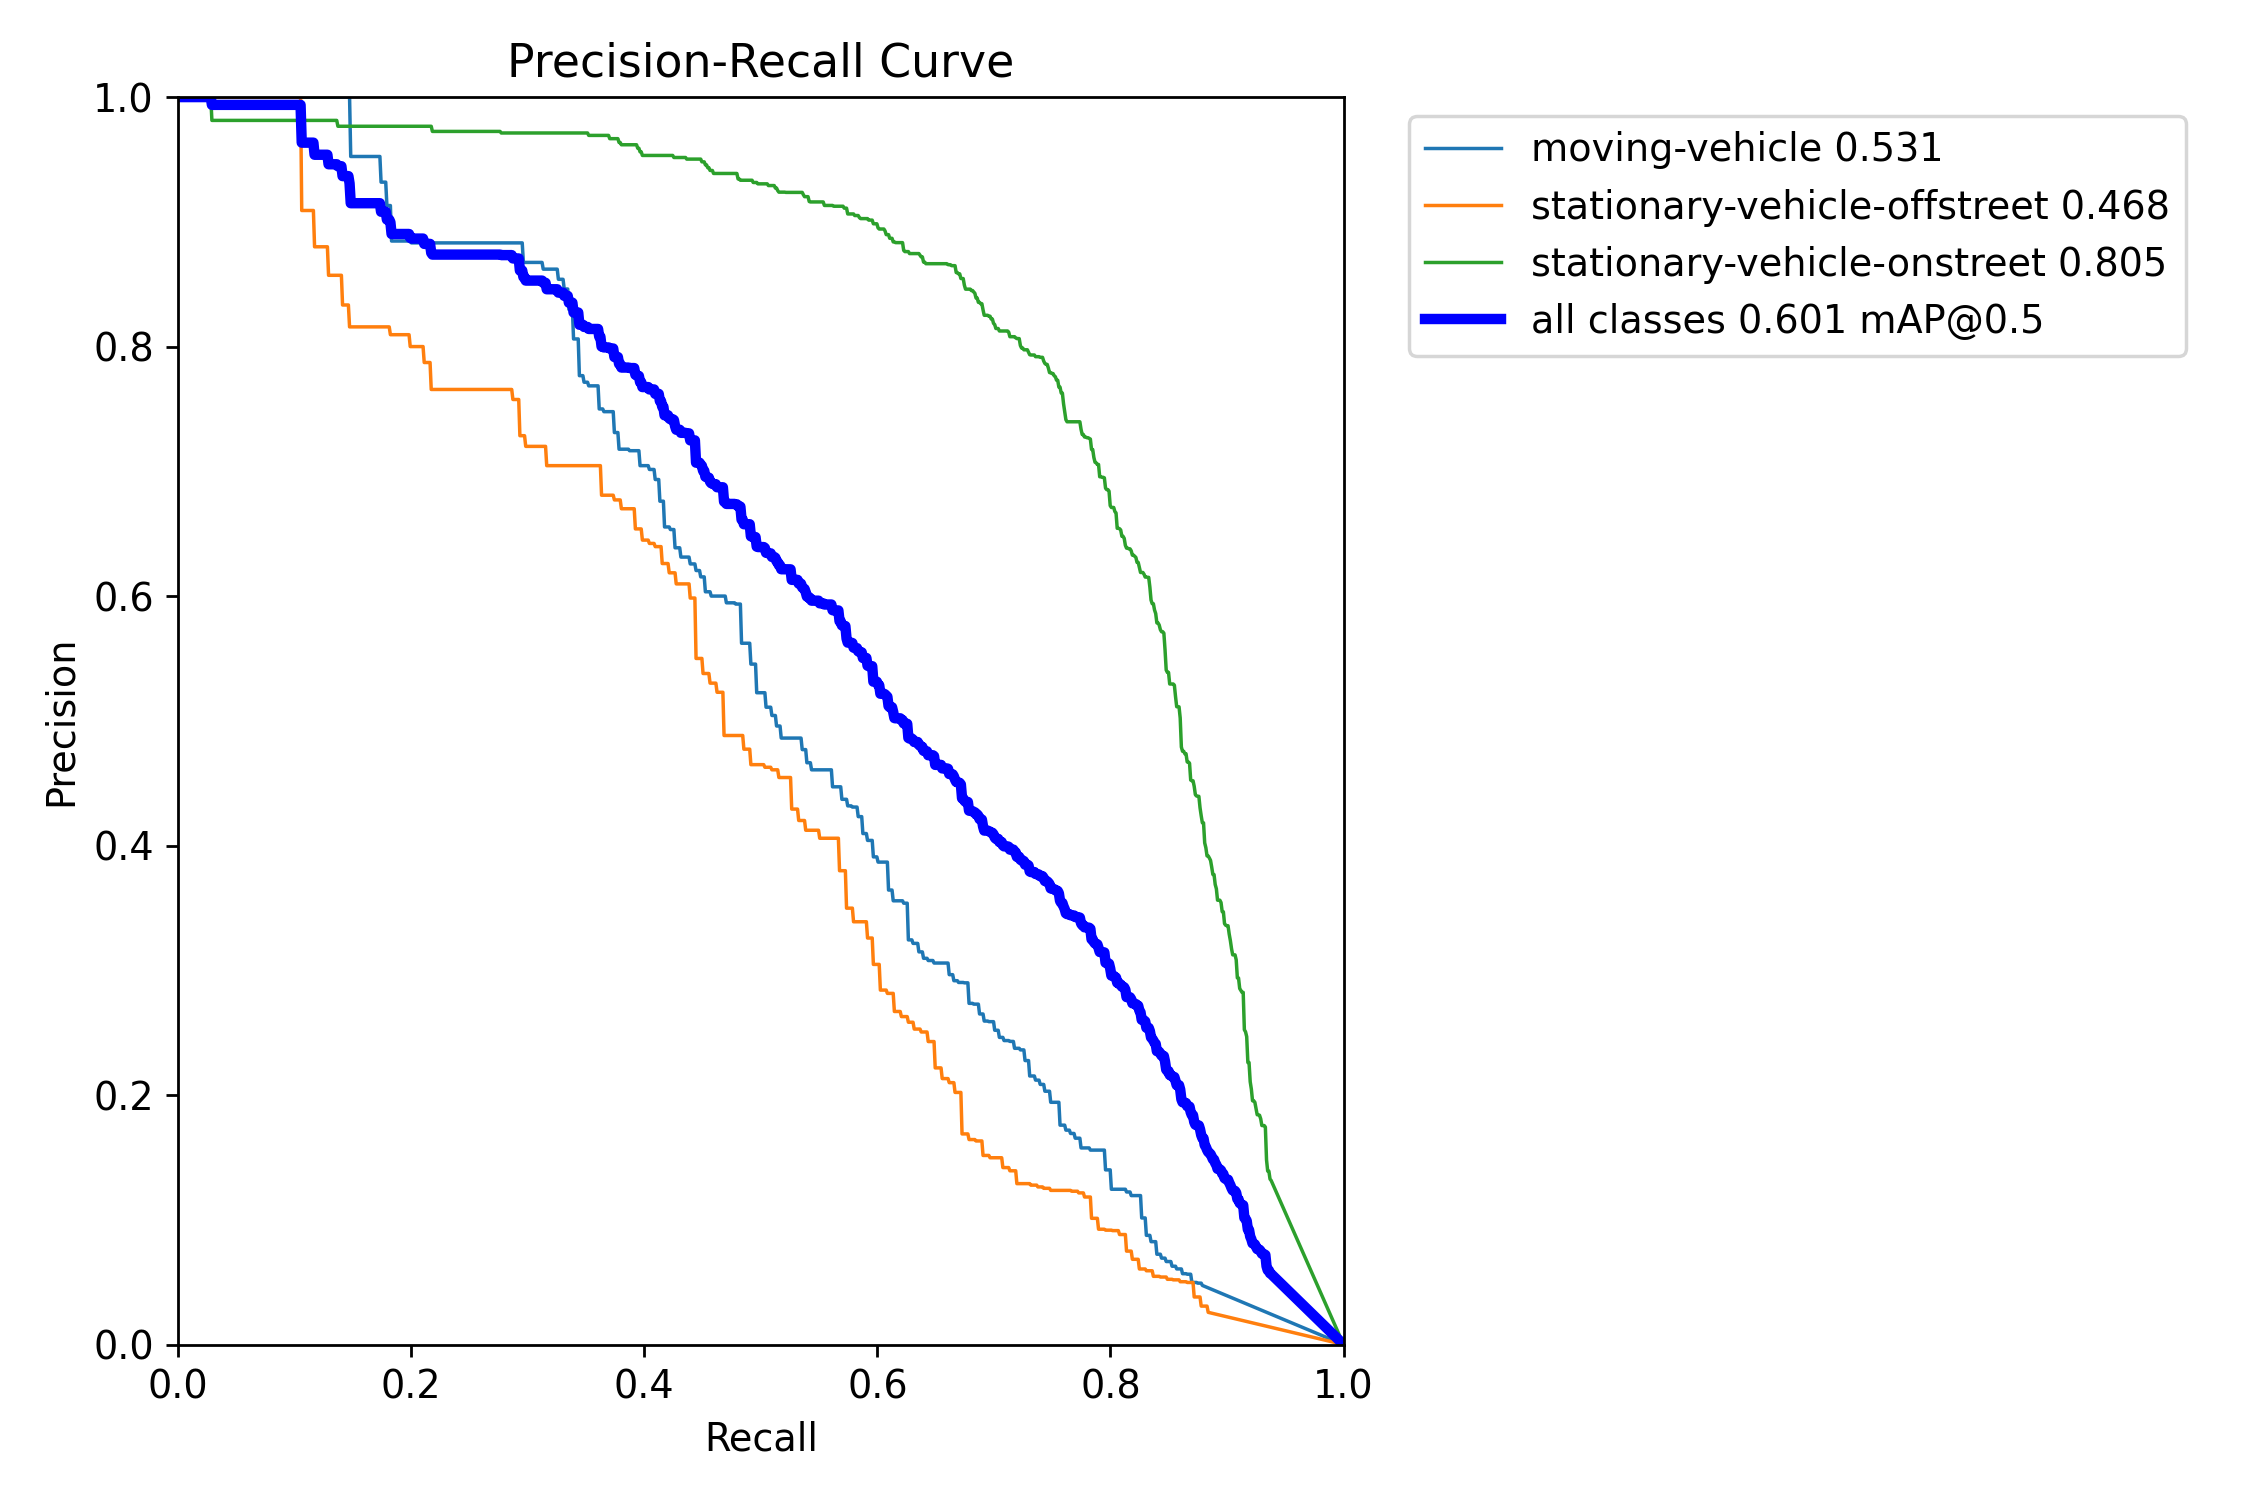 Precision-Recall Curve
1.0
0.8
0.6
0.4
0.2
0.0
Precision
0.0 0.2 0.4 0.6 0.8 1.0
Recall
moving-vehicle 0.531
stationary-vehicle-offstreet 0.468
stationary-vehicle-onstreet 0.805
all classes 0.601 mAP@0.5